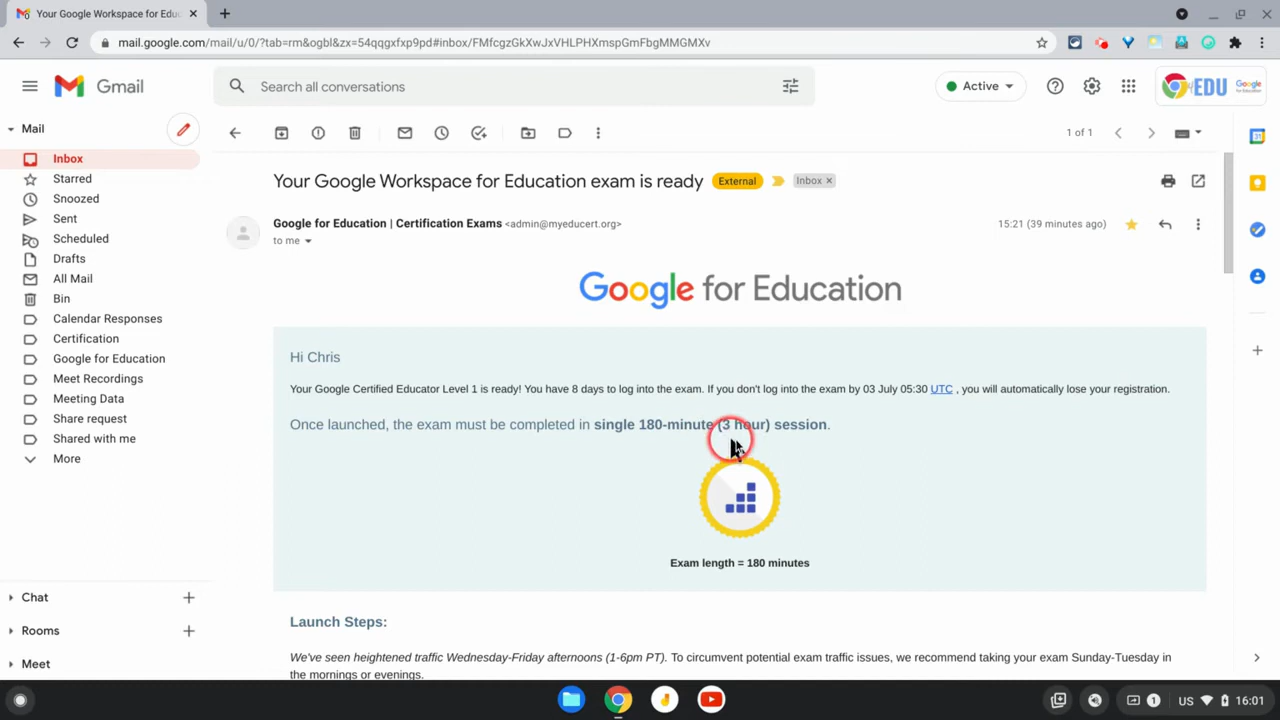 Your Google Workspace for Edu
mail.google.com/mail/u/0/?tab=rm&ogbl&zx=54qqgxfxp9pd#inbox/FMfcgzGkXwJxVHLPHXmspGmFbgMMGMXv
Gmail
Search all conversations
Active
4EDU
Google for Education
Mail
1 of 1
Inbox
Starred
Snoozed
Sent
Scheduled
Drafts
All Mail
Bin
Calendar Responses
Certification
Google for Education
Meet Recordings
Meeting Data
Share request
Shared with me
More
Chat
Rooms
Meet
Your Google Workspace for Education exam is ready External Inbox
Google for Education | Certification Exams <admin@myeducert.org> 15:21 (39 minutes ago)
to me
Google for Education
Hi Chris
Your Google Certified Educator Level 1 is ready! You have 8 days to log into the exam. If you don't log into the exam by 03 July 05:30 UTC , you will automatically lose your registration.
Once launched, the exam must be completed in single 180-minute (3 hour) session.
Exam length = 180 minutes
Launch Steps:
We've seen heightened traffic Wednesday-Friday afternoons (1-6pm PT). To circumvent potential exam traffic issues, we recommend taking your exam Sunday-Tuesday in
the mornings or evenings.
1 US 16:01